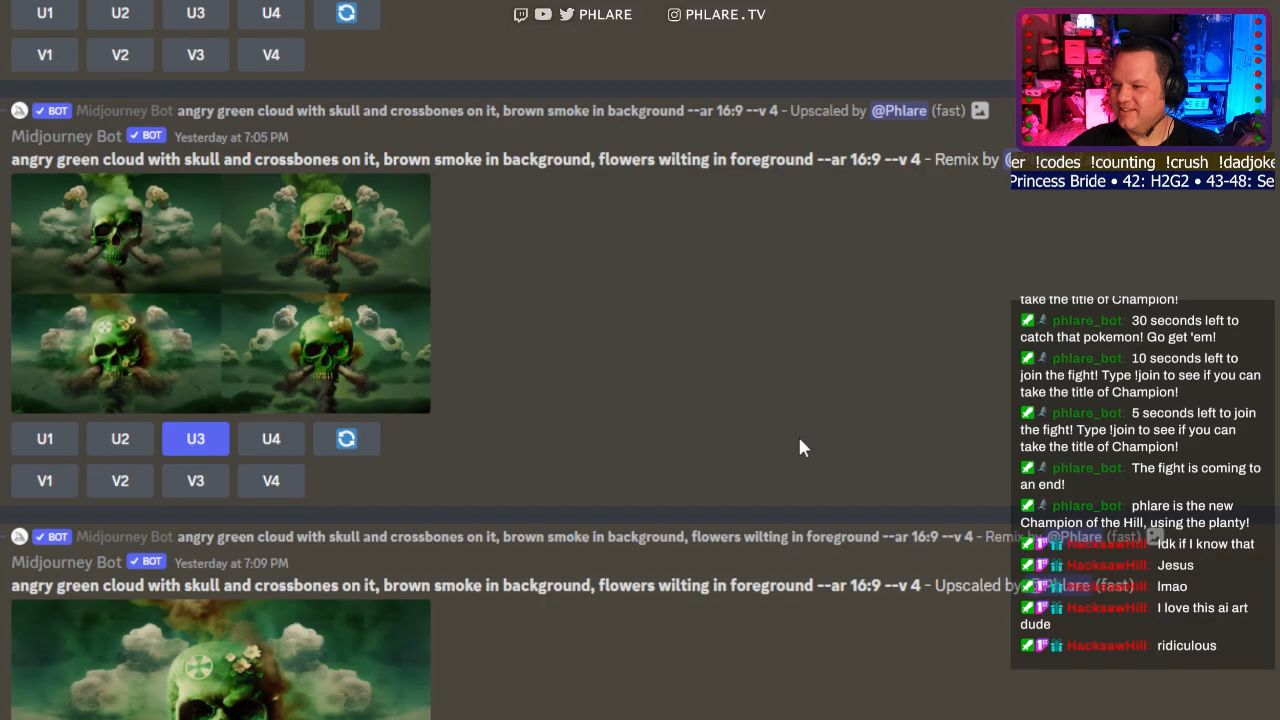 U1 U2 U3 U4
PHLARE PHLARE.TV
V1 V2 V3 V4
BOT Midjourney Bot angry green cloud with skull and crossbones on it, brown smoke in background --ar 16:9 --v 4 - Upscaled by @Phlare (fast)
Midjourney Bot BOT Yesterday at 7:05 PM
angry green cloud with skull and crossbones on it, brown smoke in background, flowers wilting in foreground --ar 16:9 --v 4 - Remix by
er !codes !counting !crush !dadjoke
Princess Bride • 42: H2G2 • 43-48: Se
U1 U2 U3 U4
V1 V2 V3 V4
BOT Midjourney Bot angry green cloud with skull and crossbones on it, brown smoke in background, flowers wilting in foreground --ar 16:9 --v 4 - Remix by @Phlare (fast)
Midjourney Bot BOT Yesterday at 7:09 PM
angry green cloud with skull and crossbones on it, brown smoke in background, flowers wilting in foreground --ar 16:9 --v 4 - Upscaled by @Phlare (fast)
take the title of Champion!
phlare_bot: 30 seconds left to
catch that pokemon! Go get 'em!
phlare_bot: 10 seconds left to
join the fight! Type !join to see if you can
take the title of Champion!
phlare_bot: 5 seconds left to join
the fight! Type !join to see if you can
take the title of Champion!
phlare_bot: The fight is coming to
an end!
phlare_bot: phlare is the new
Champion of the Hill, using the planty!
HacksawHill: Idk if I know that
HacksawHill: Jesus
HacksawHill: lmao
HacksawHill: I love this ai art
dude
HacksawHill: ridiculous